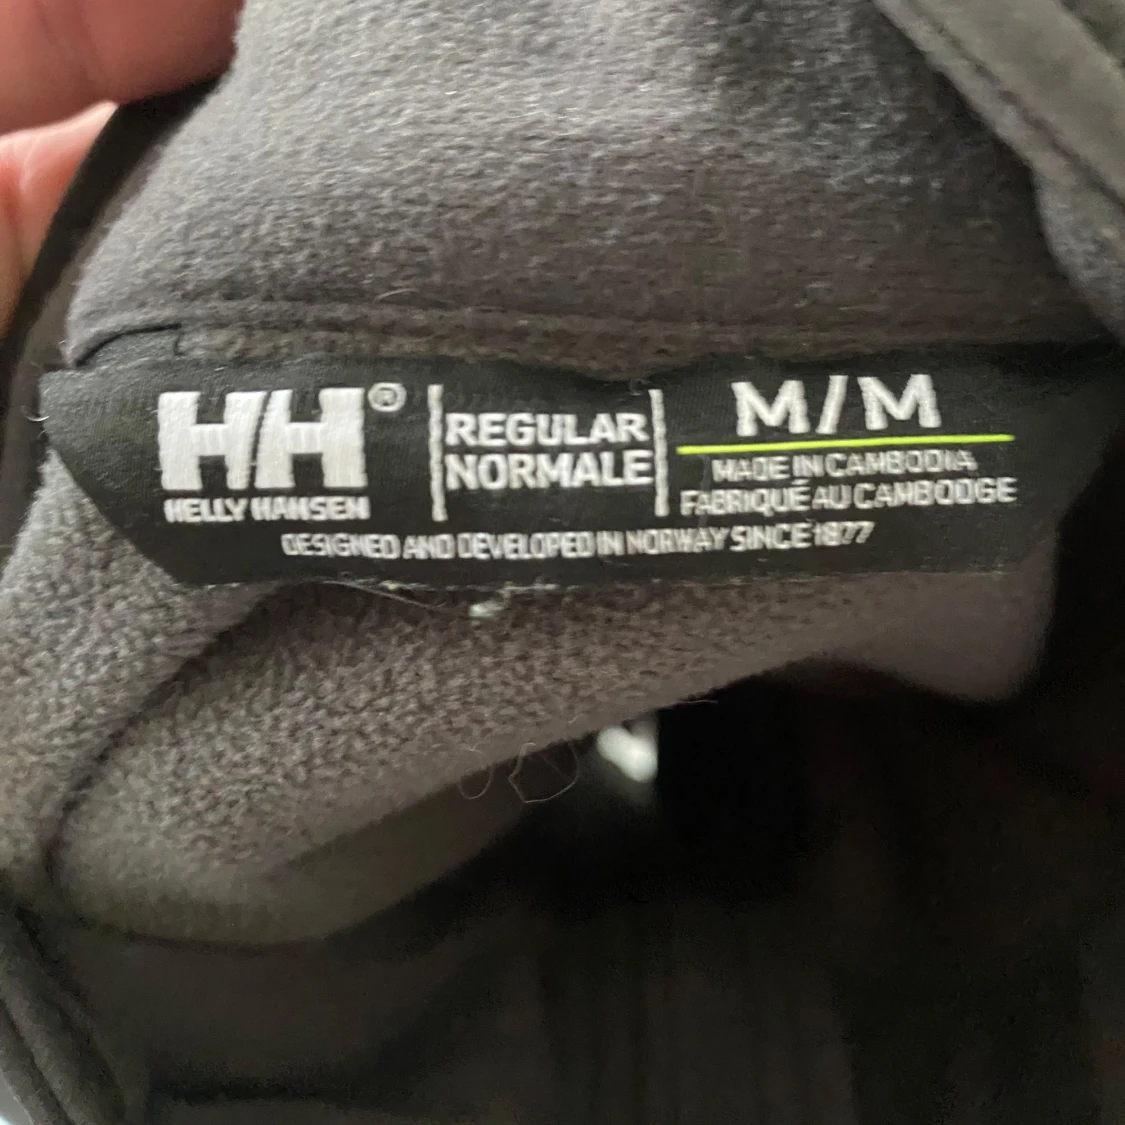 HH®
HELLY HANSEN
REGULAR
NORMALE
M/M
MADE IN CAMBODIA
FABRIQUÉ AU CAMBODGE
DESIGNED AND DEVELOPED IN NORWAY SINCE 1877